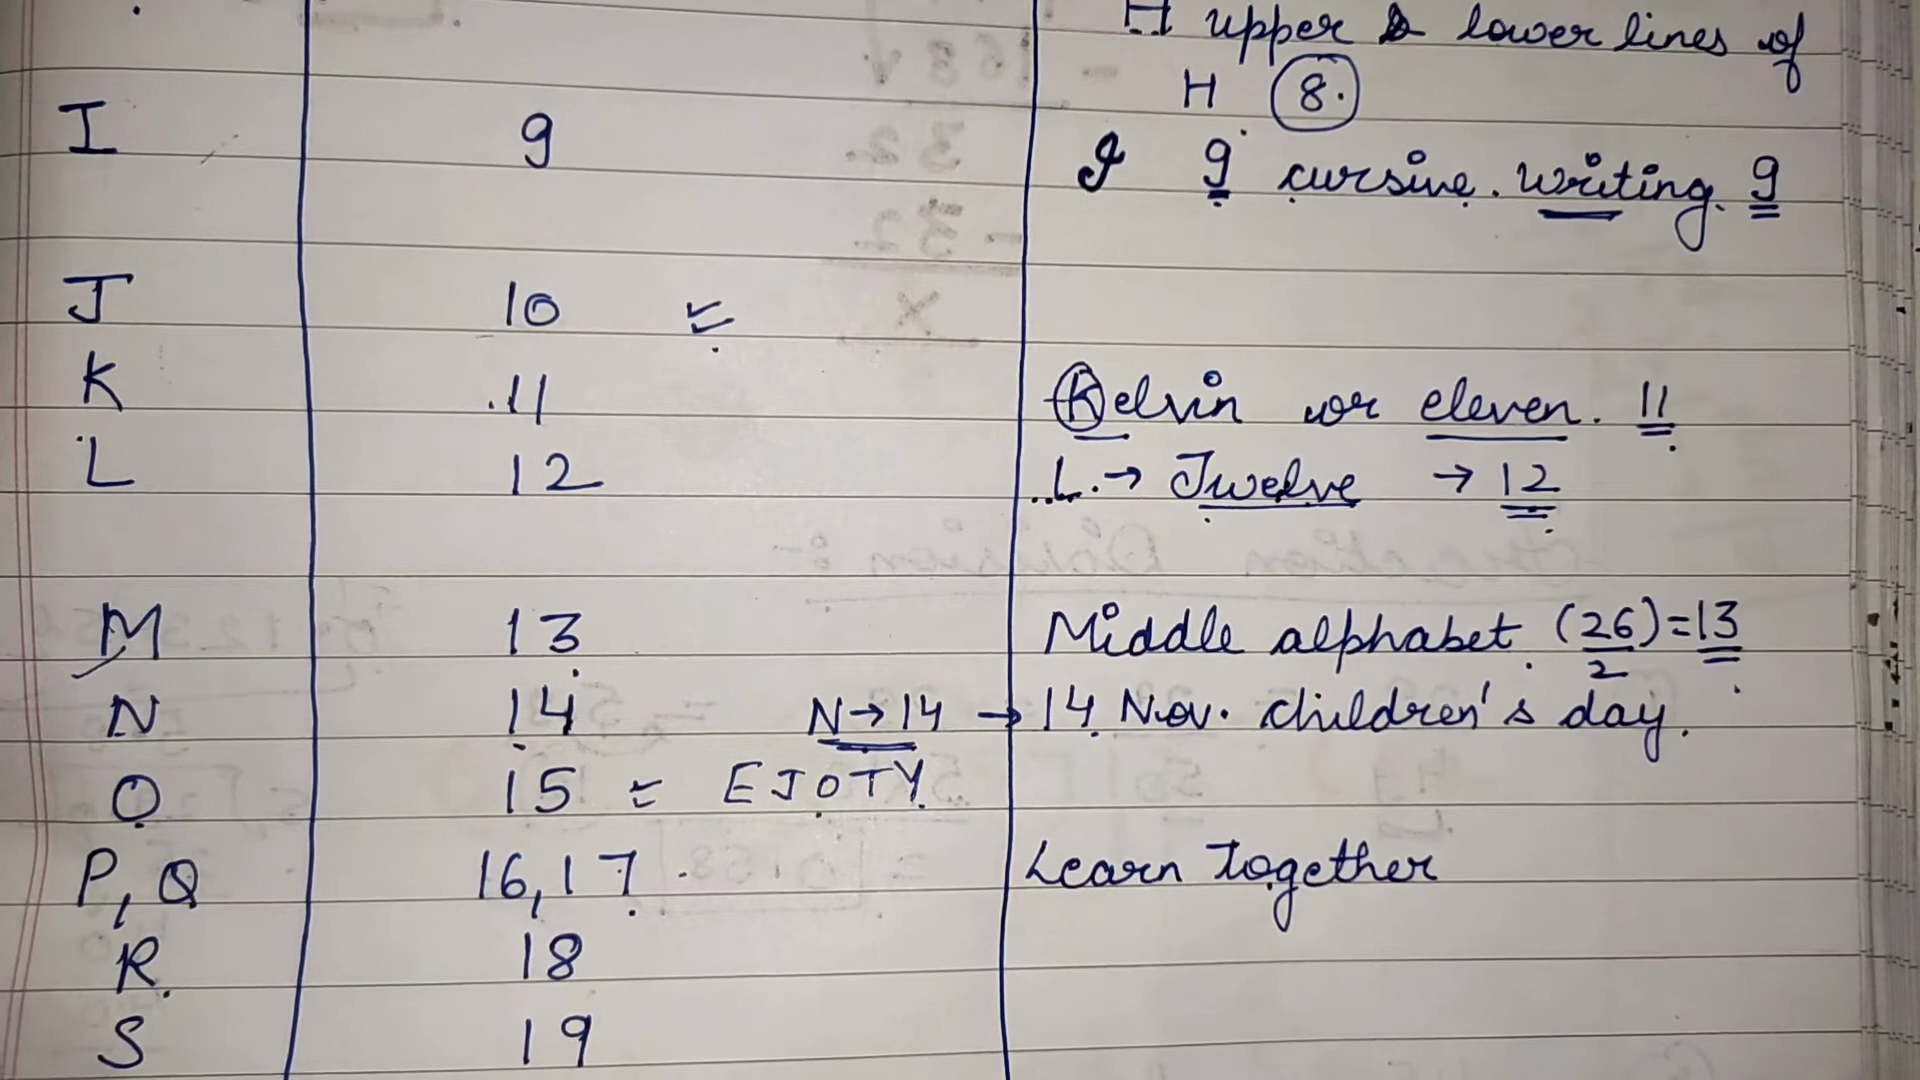 H upper & lower lines of
H 8.
I 9 I 9 cursive. writing. 9
J 10
K .11 Kelvin or eleven. 11
L 12 L. → Twelve → 12
M 13 Middle alphabet. (26/2)=13
N 14 N→14 → 14 Nov. children's day.
O 15 = EJOTY
P, Q 16,17. Learn Together
R. 18
S 19